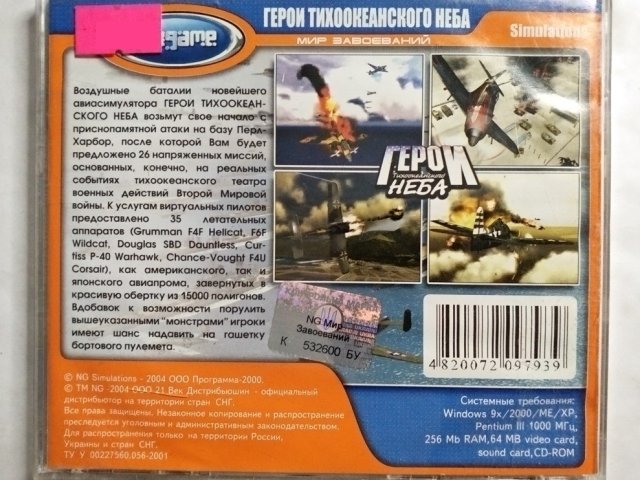 game
ГЕРОИ ТИХООКЕАНСКОГО НЕБА
МИР ЗАВОЕВАНИЙ
Simulations
Воздушные баталии новейшего
авиасимулятора ГЕРОИ ТИХООКЕАН-
СКОГО НЕБА возьмут свое начало с
приснопамятной атаки на базу Перл-
Харбор, после которой Вам будет
предложено 26 напряженных миссий,
основанных, конечно, на реальных
событиях тихоокеанского театра
военных действий Второй Мировой
войны. К услугам виртуальных пилотов
предоставлено 35 летательных
аппаратов (Grumman F4F Hellcat, F6F
Wildcat, Douglas SBD Dauntless, Cur-
tiss P-40 Warhawk, Chance-Vought F4U
Corsair), как американского, так и
японского авиапрома, завернутых в
красивую обертку из 15000 полигонов.
Вдобавок к возможности порулить
вышеуказанными "монстрами" игроки
имеют шанс надавить на гашетку
бортового пулемета.
ГЕРОИ
Тихоокеанского
НЕБА
NG Мир
Завоеваний
К 532600 БУ
4820072097939
© NG Simulations - 2004 ООО Программа-2000.
© TM NG -2004 ООО 21 Век Дистрибьюшин - официальный
дистрибьютор на территории стран СНГ.
Все права защищены. Незаконное копирование и распространение
преследуется уголовным и административным законодательством.
Для распространения только на территории России,
Украины и стран СНГ.
ТУ У 00227560,056-2001
Системные требования:
Windows 9x/2000/ME/XP,
Pentium III 1000 МГц,
256 Mb RAM,64 MB video card,
sound card,CD-ROM